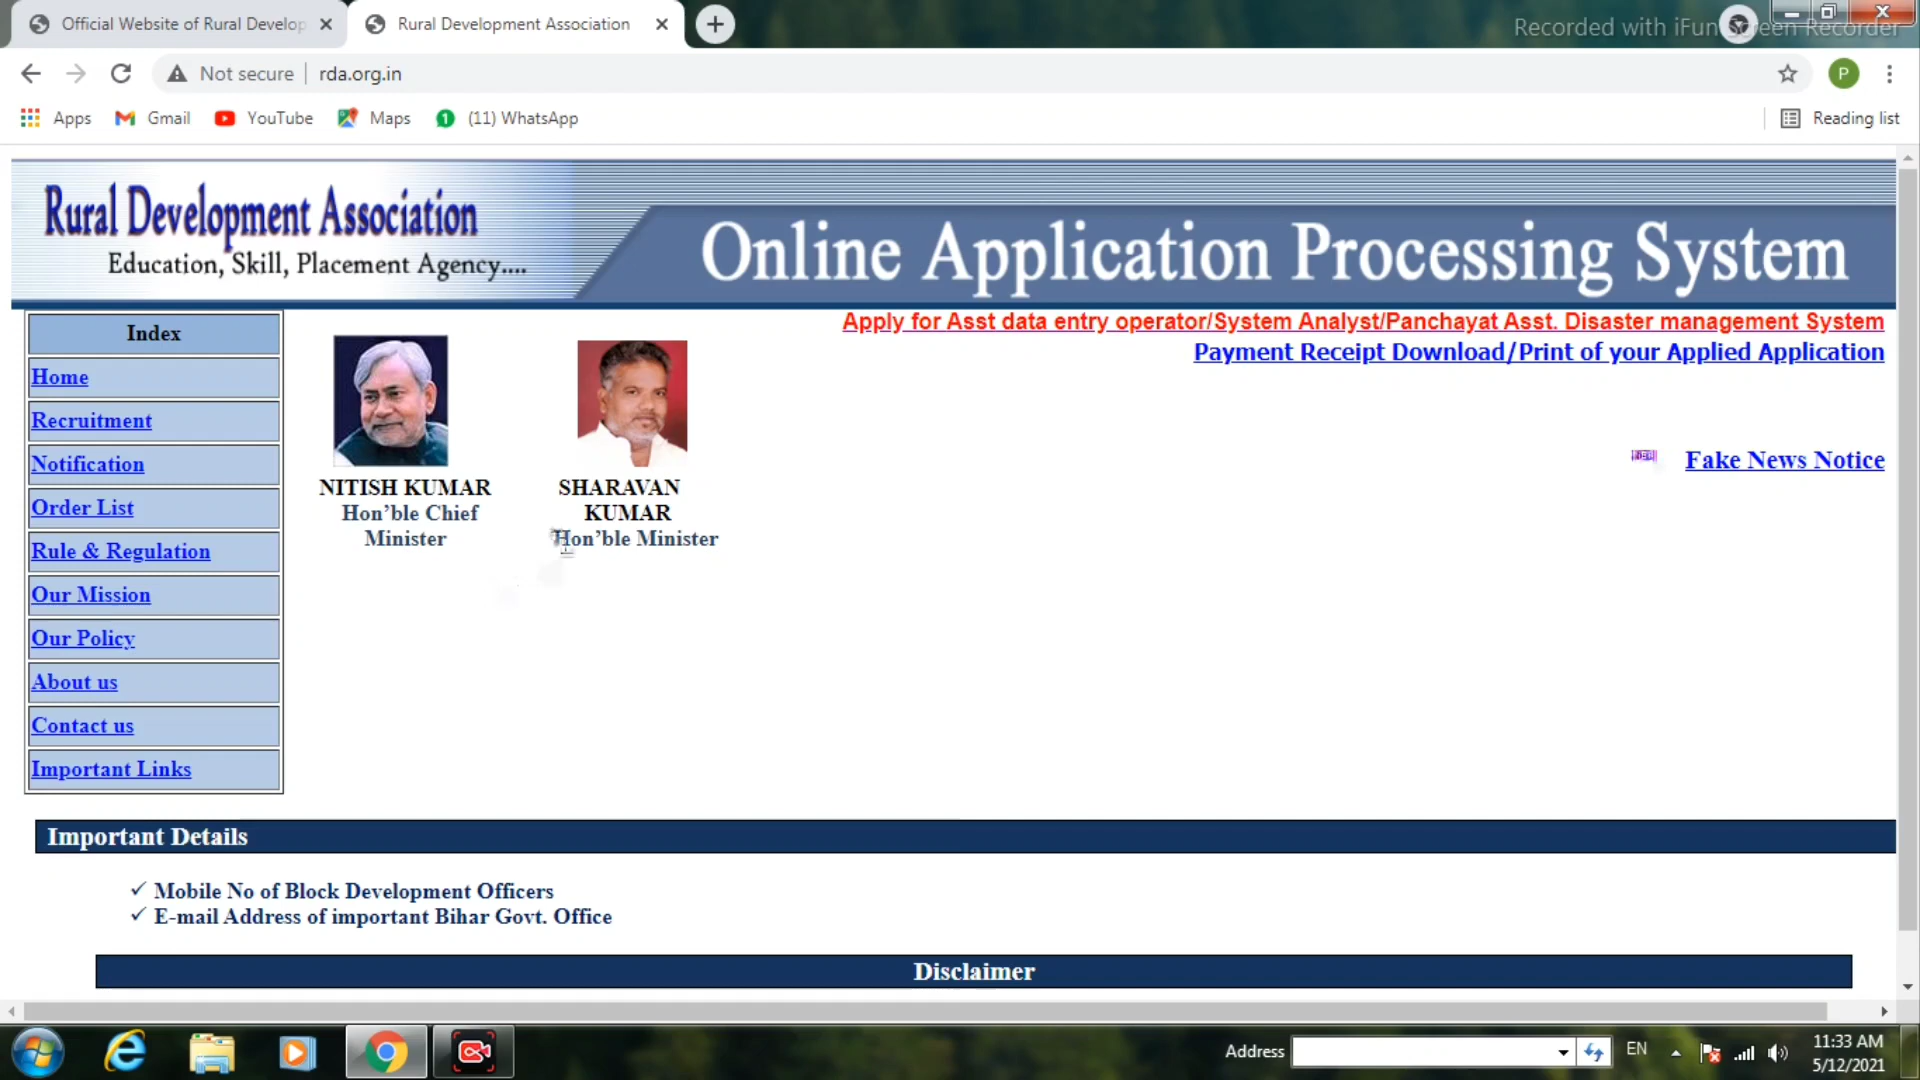 Official Website of Rural Develop
Rural Development Association
Recorded with iFun Screen Recorder
Not secure
rda.org.in
P
Apps
Gmail
YouTube
Maps
1
(11) WhatsApp
Reading list
Rural Development Association
Education, Skill, Placement Agency....
Online Application Processing System
Index
Home
Recruitment
Notification
Order List
Rule & Regulation
Our Mission
Our Policy
About us
Contact us
Important Links
NITISH KUMAR
Hon’ble Chief
Minister
SHARAVAN
KUMAR
Hon’ble Minister
Apply for Asst data entry operator/System Analyst/Panchayat Asst. Disaster management System
Payment Receipt Download/Print of your Applied Application
Fake News Notice
Important Details
✓ Mobile No of Block Development Officers
✓ E-mail Address of important Bihar Govt. Office
Disclaimer
Address
EN
11:33 AM
5/12/2021